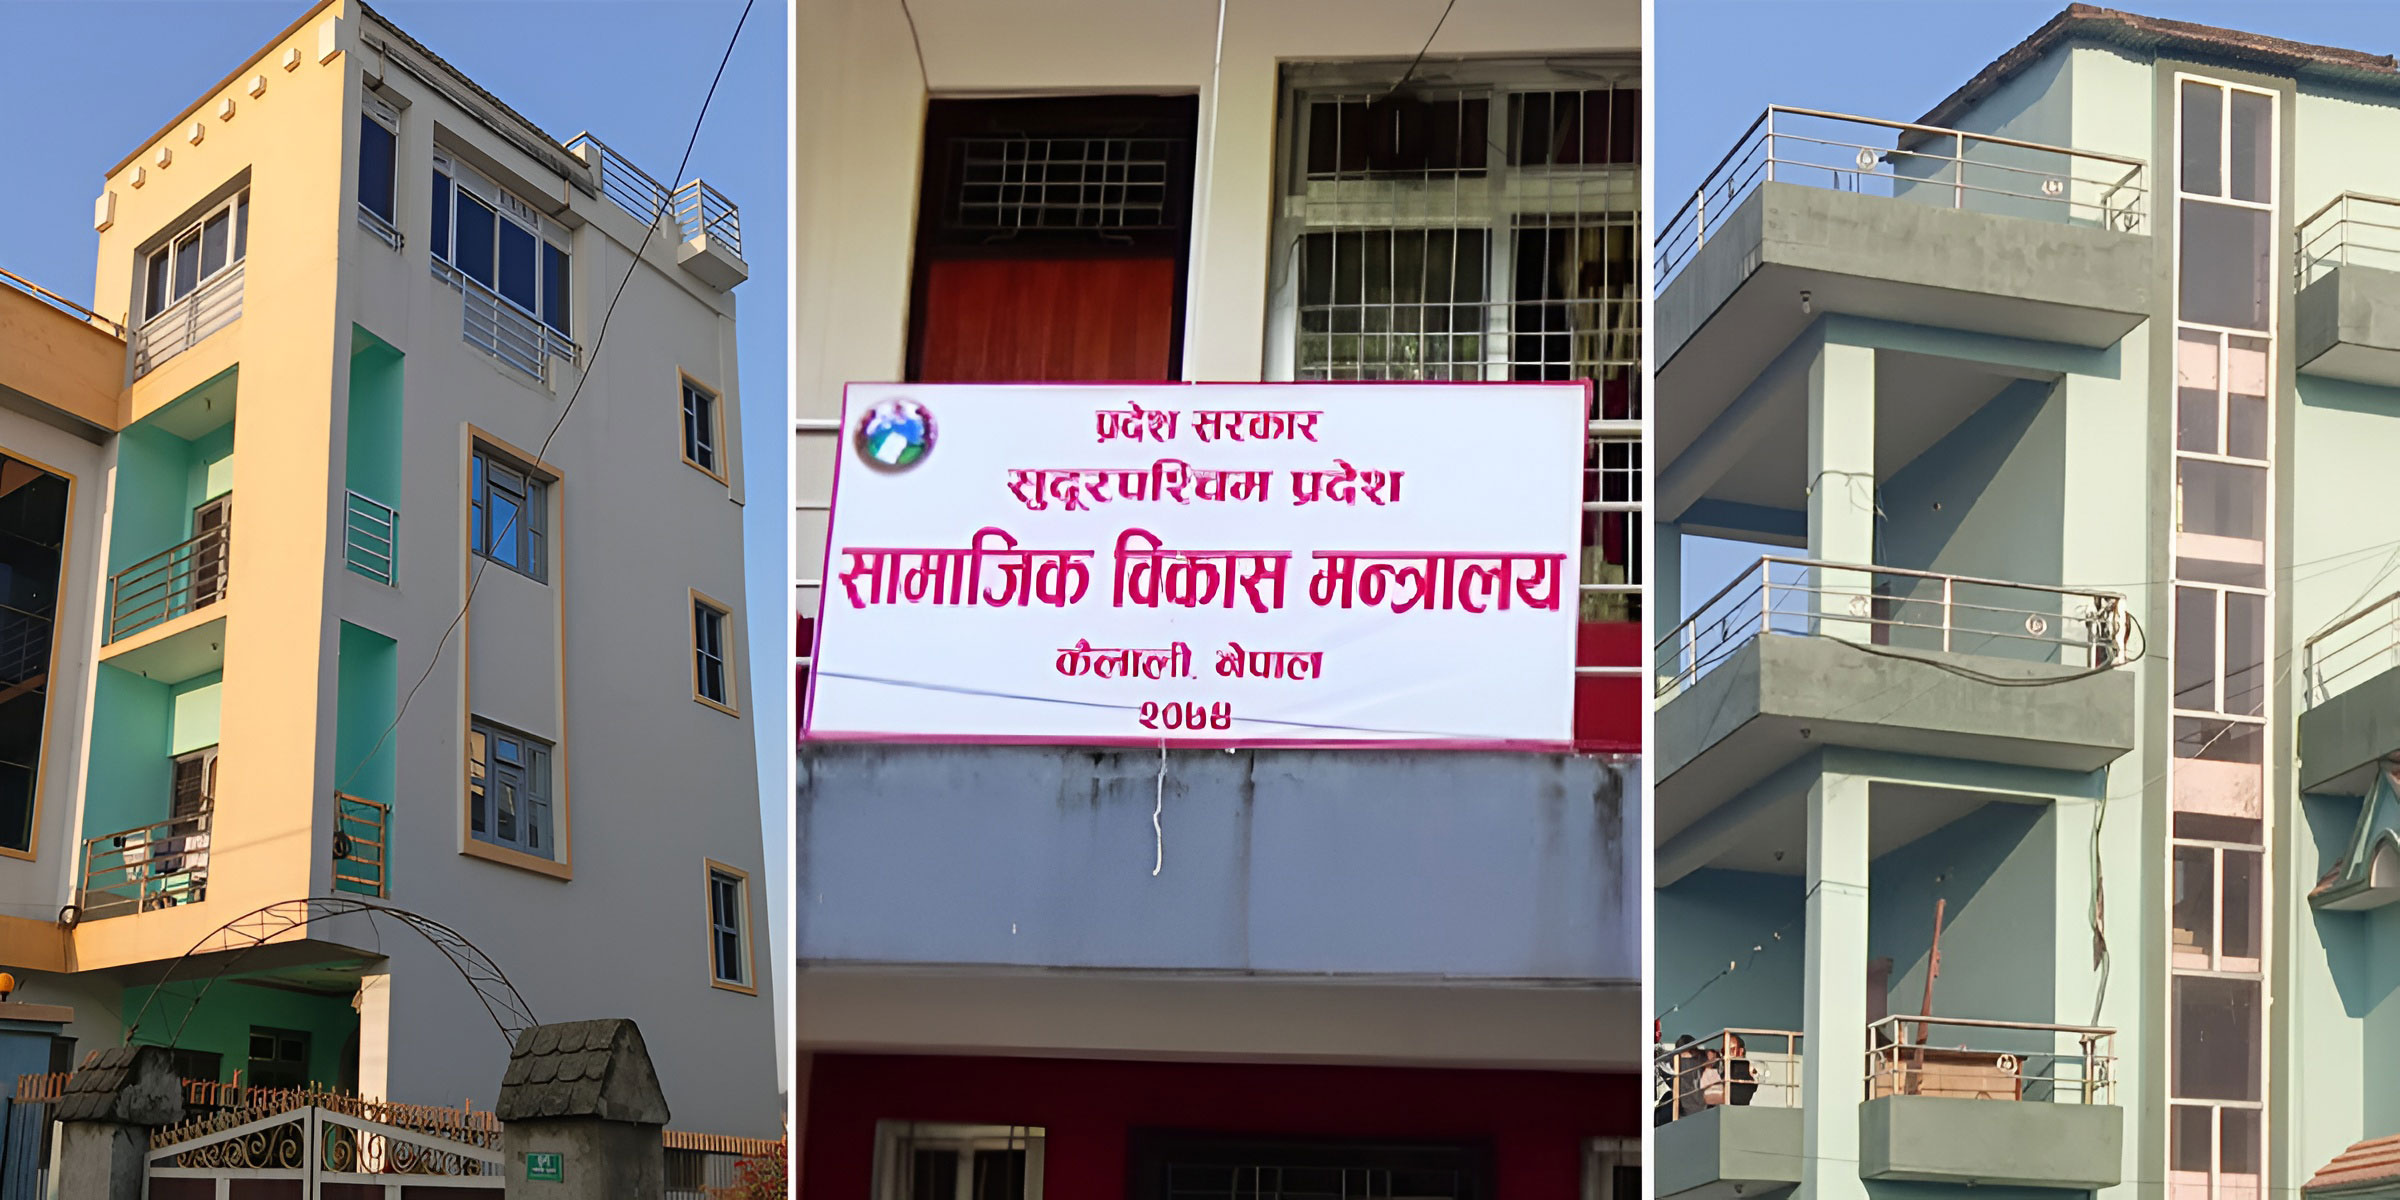 प्रदेश सरकार
सुदूरपश्चिम प्रदेश
सामाजिक विकास मन्त्रालय
कैलाली, नेपाल
२०७४